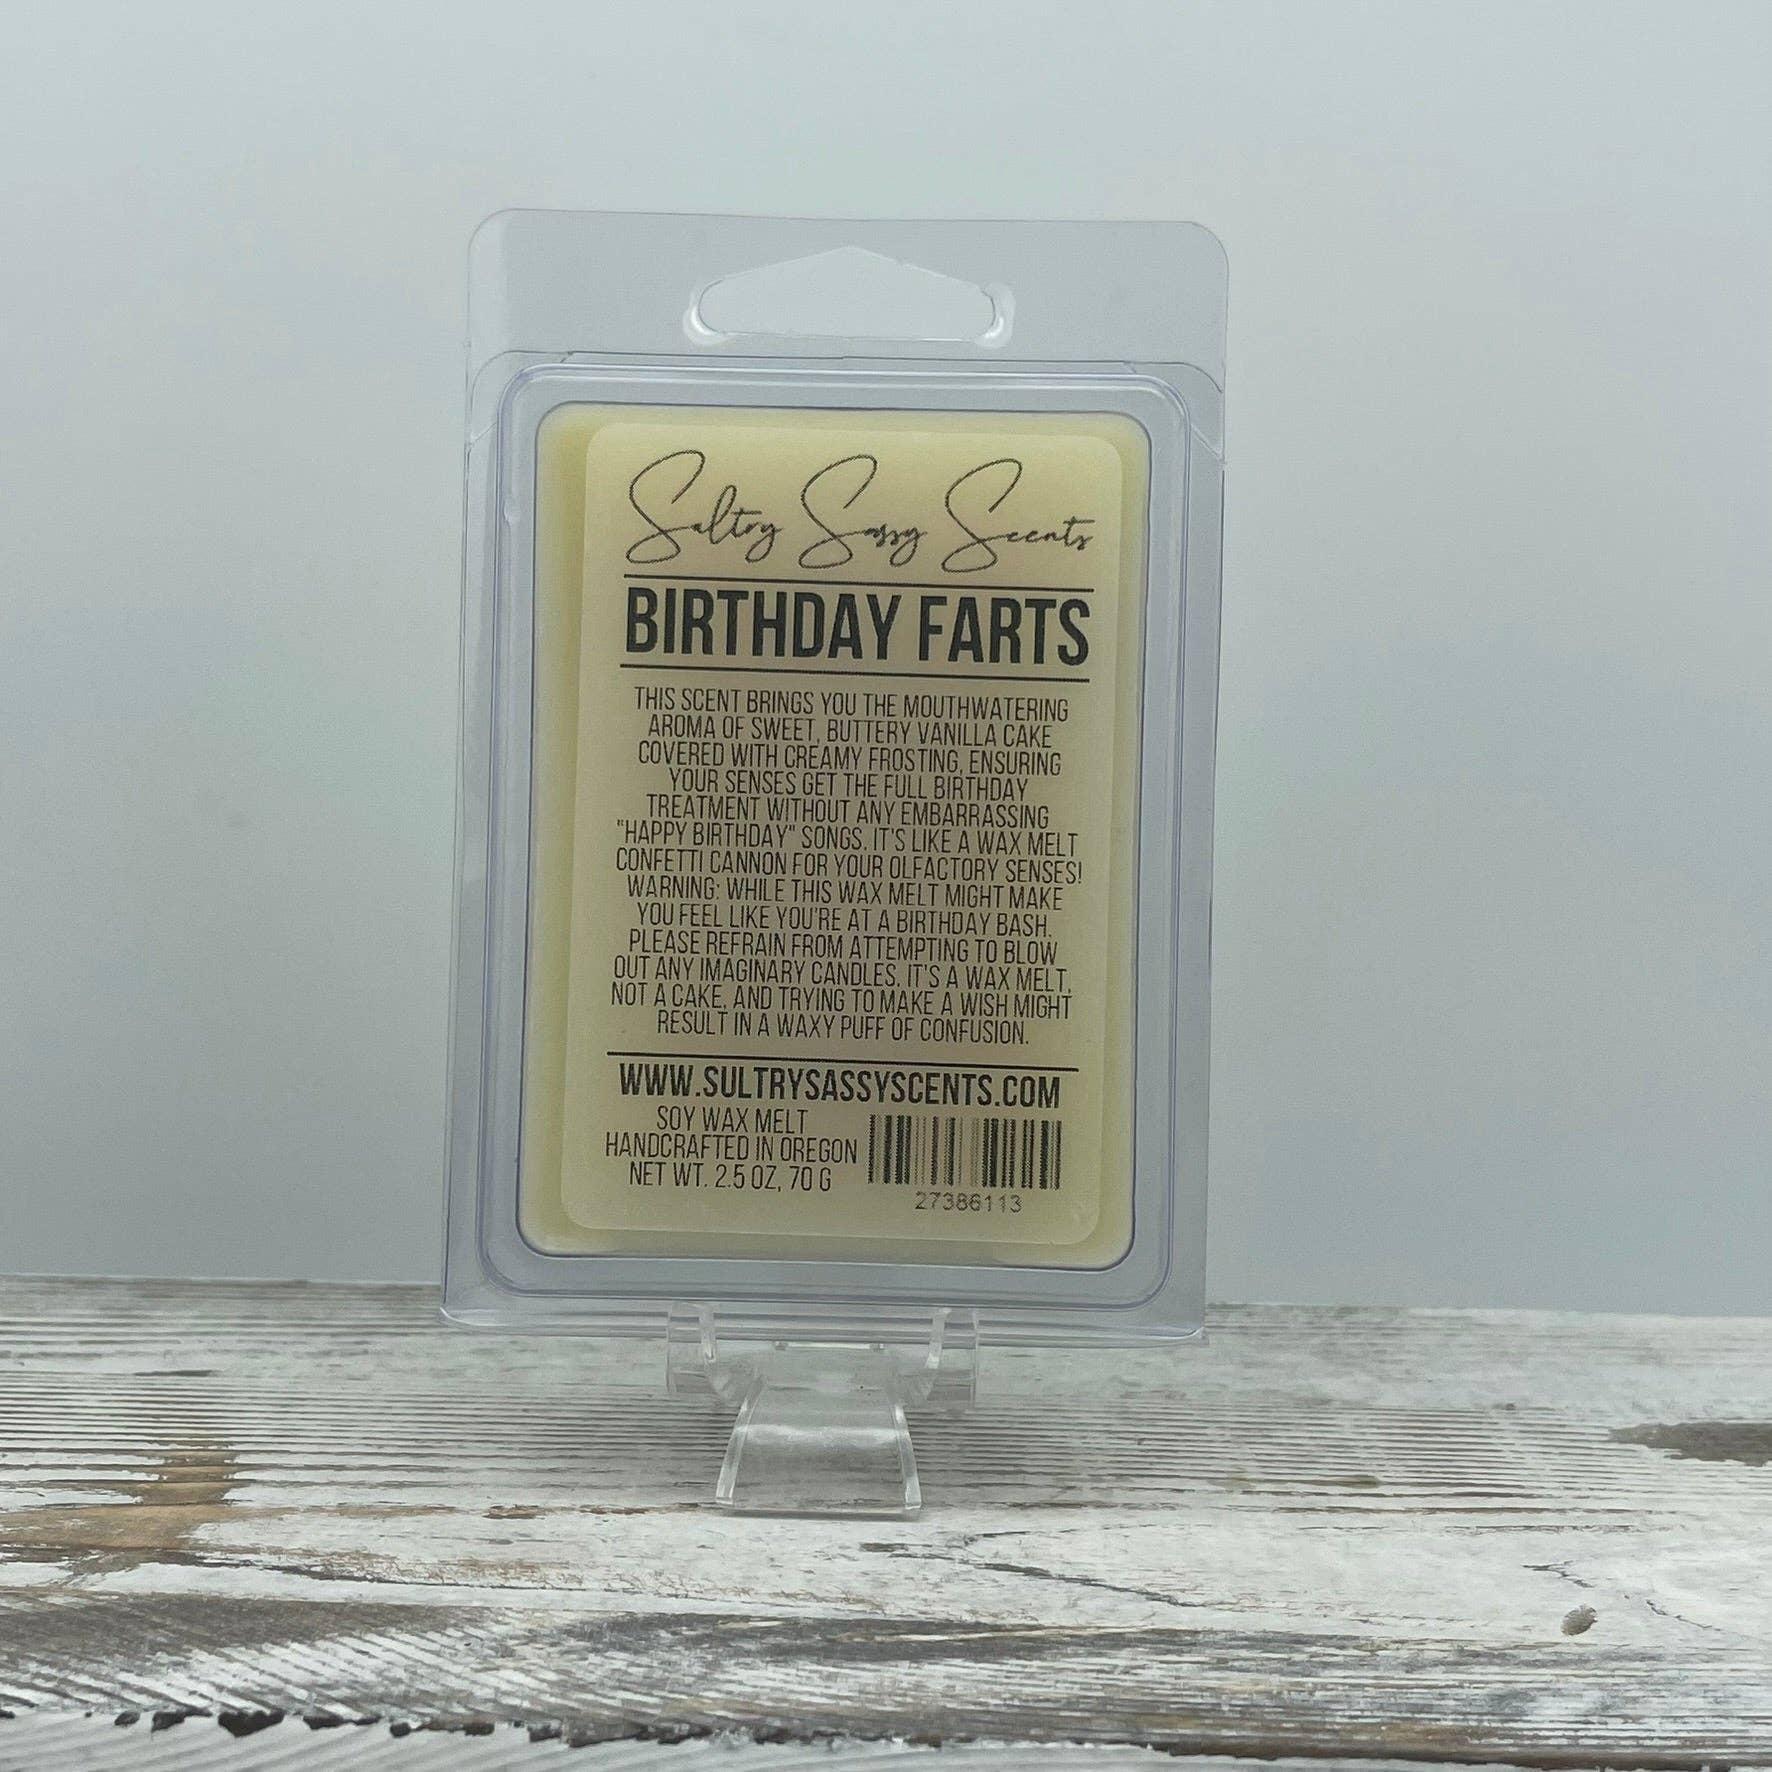 Sultry Sassy Scents
BIRTHDAY FARTS
THIS SCENT BRINGS YOU THE MOUTHWATERING
AROMA OF SWEET, BUTTERY VANILLA CAKE
COVERED WITH CREAMY FROSTING, ENSURING
YOUR SENSES GET THE FULL BIRTHDAY
TREATMENT WITHOUT ANY EMBARRASSING
"HAPPY BIRTHDAY" SONGS. IT'S LIKE A WAX MELT
CONFETTI CANNON FOR YOUR OLFACTORY SENSES!
WARNING: WHILE THIS WAX MELT MIGHT MAKE
YOU FEEL LIKE YOU'RE AT A BIRTHDAY BASH,
PLEASE REFRAIN FROM ATTEMPTING TO BLOW
OUT ANY IMAGINARY CANDLES. IT'S A WAX MELT,
NOT A CAKE, AND TRYING TO MAKE A WISH MIGHT
RESULT IN A WAXY PUFF OF CONFUSION.
WWW.SULTRYSASSYSCENTS.COM
SOY WAX MELT
HANDCRAFTED IN OREGON
NET WT. 2.5 OZ, 70 G
27386113